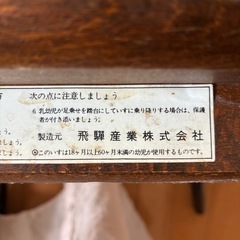 次の点に注意しましょう
6.乳幼児が足乗せを踏台にしていすに乗り降りする場合は、保護
者が付き添いましょう。
製造元 飛驒産業株式会社
◎このいすは18ヶ月以上60ヶ月未満の幼児が使用するものです。